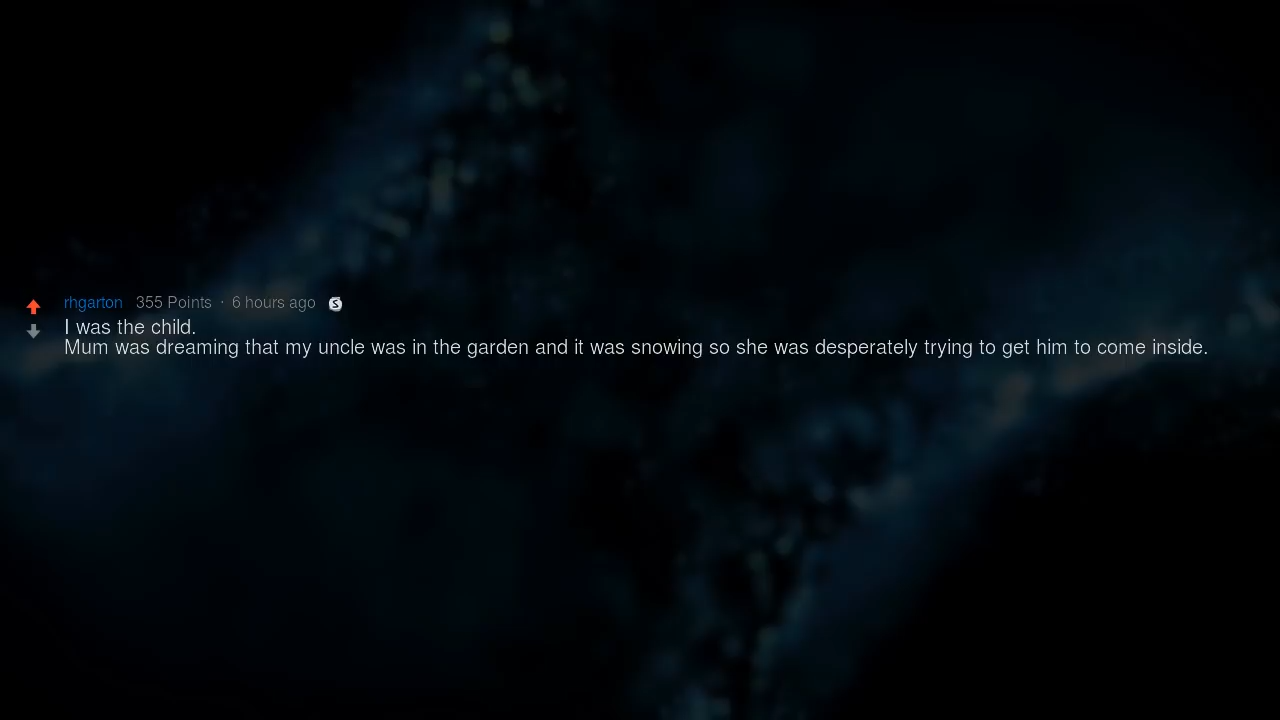 rhgarton 355 Points · 6 hours ago S
I was the child.
Mum was dreaming that my uncle was in the garden and it was snowing so she was desperately trying to get him to come inside.